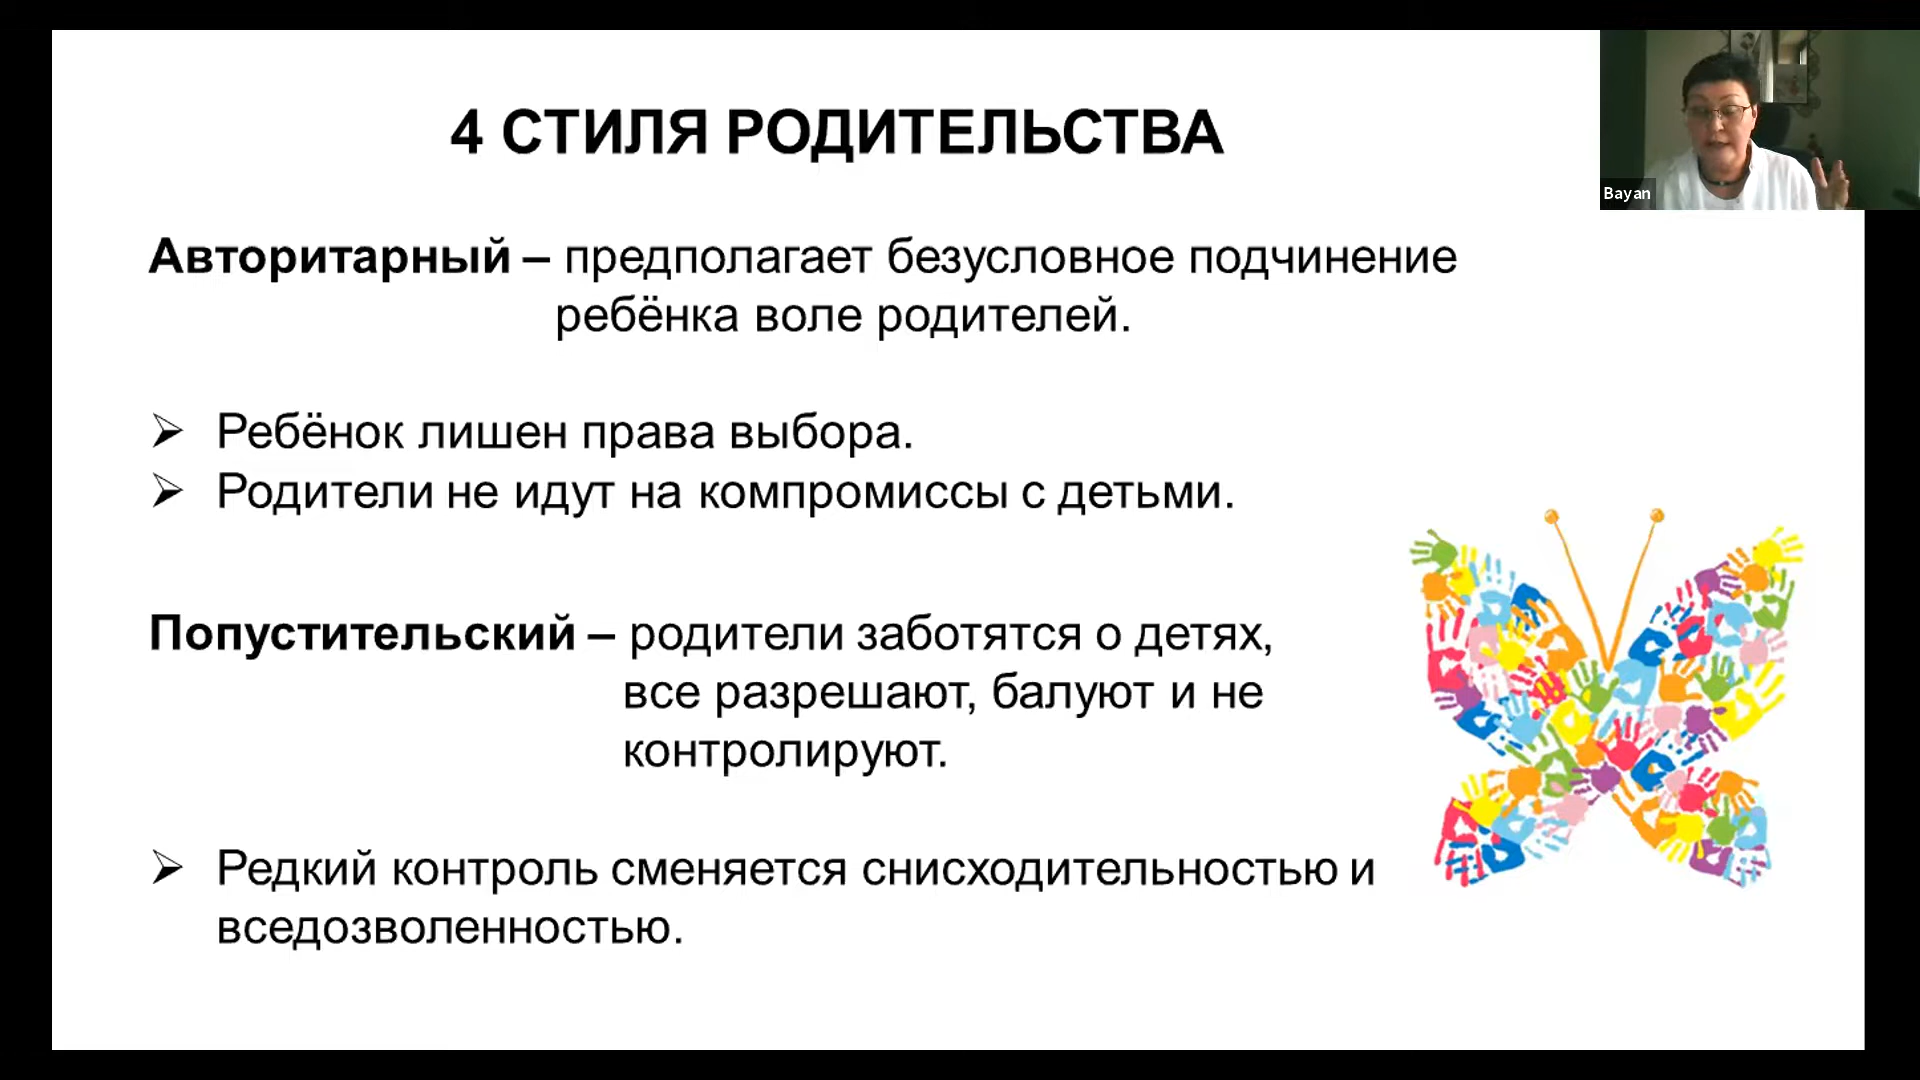 4 СТИЛЯ РОДИТЕЛЬСТВА
Bayan
Авторитарный – предполагает безусловное подчинение
ребёнка воле родителей.
Ребёнок лишен права выбора.
Родители не идут на компромиссы с детьми.
Попустительский – родители заботятся о детях,
все разрешают, балуют и не
контролируют.
Редкий контроль сменяется снисходительностью и
вседозволенностью.